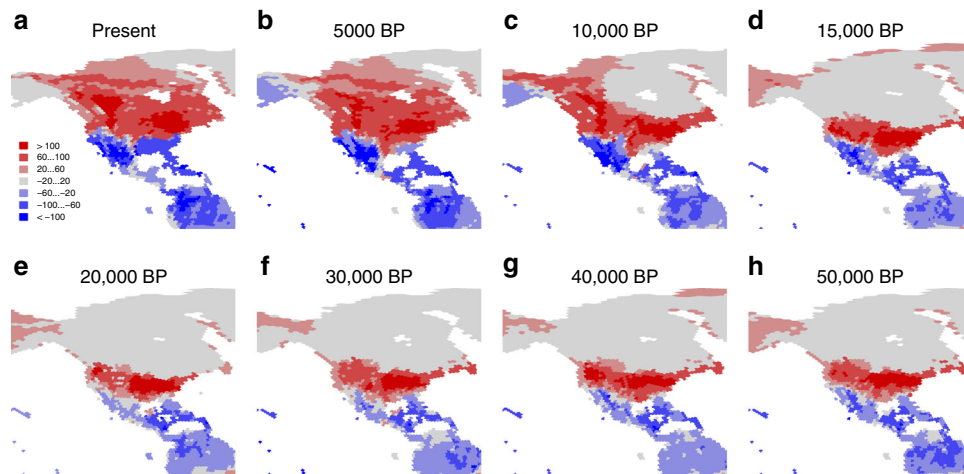 a
Present
b
5000 BP
c
10,000 BP
d
15,000 BP
> 100
60...100
20...60
−20...20
−60...−20
−100...−60
< −100
e
20,000 BP
f
30,000 BP
g
40,000 BP
h
50,000 BP